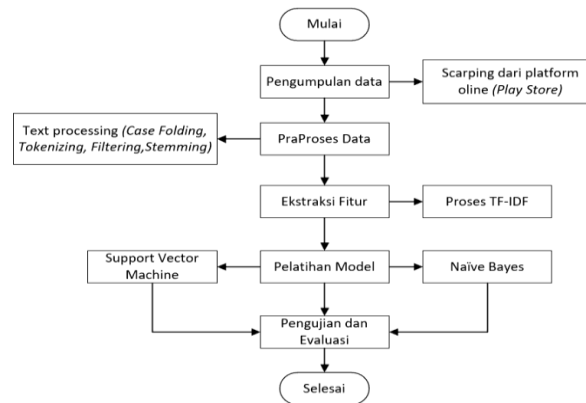 Mulai
Pengumpulan data
Scarping dari platform
oline (Play Store)
Text processing (Case Folding,
Tokenizing, Filtering,Stemming)
PraProses Data
Ekstraksi Fitur
Proses TF-IDF
Support Vector
Machine
Pelatihan Model
Naïve Bayes
Pengujian dan
Evaluasi
Selesai